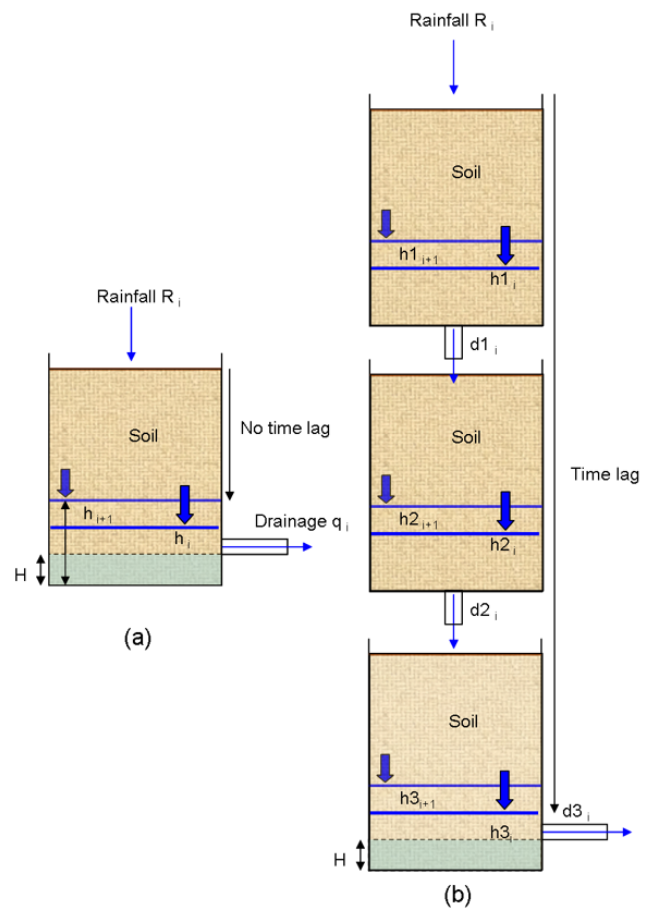 Rainfall R i
Soil
No time lag
h i+1
h i
Drainage q i
H
(a)
Rainfall R i
Soil
h1 i+1
h1 i
d1 i
Soil
Time lag
h2 i+1
h2 i
d2 i
Soil
h3 i+1
d3 i
h3 i
H
(b)